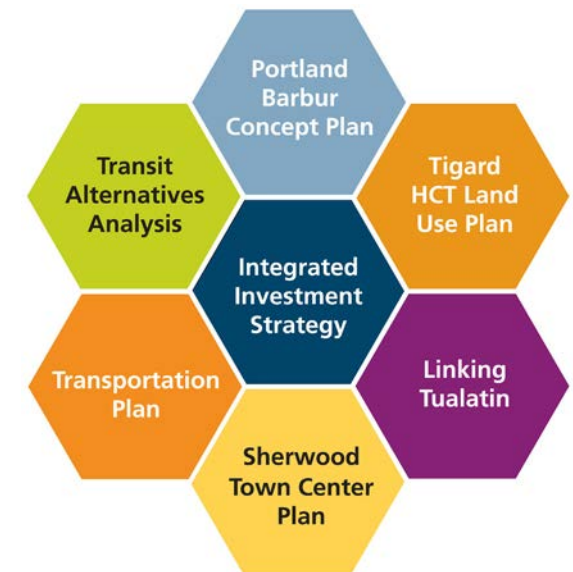 Portland
Barbur
Concept Plan
Transit
Alternatives
Analysis
Tigard
HCT Land
Use Plan
Integrated
Investment
Strategy
Transportation
Plan
Linking
Tualatin
Sherwood
Town Center
Plan